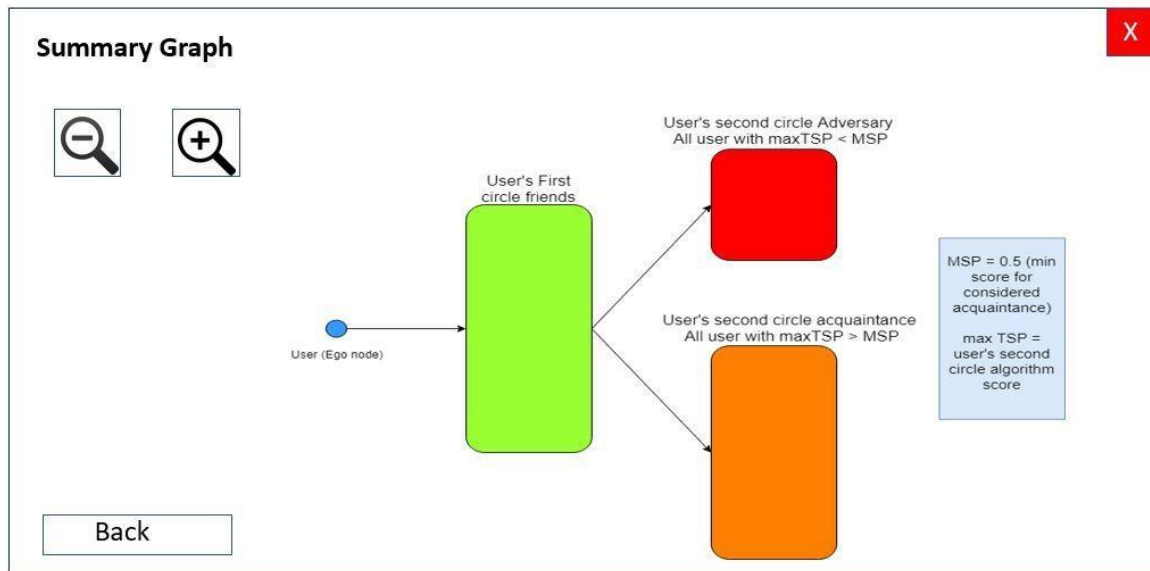 Summary Graph
X
User's second circle Adversary
All user with maxTSP < MSP
User's First
circle friends
MSP = 0.5 (min
score for
considered
acquaintance)
max TSP =
user's second
circle algorithm
score
User's second circle acquaintance
All user with maxTSP > MSP
User (Ego node)
Back